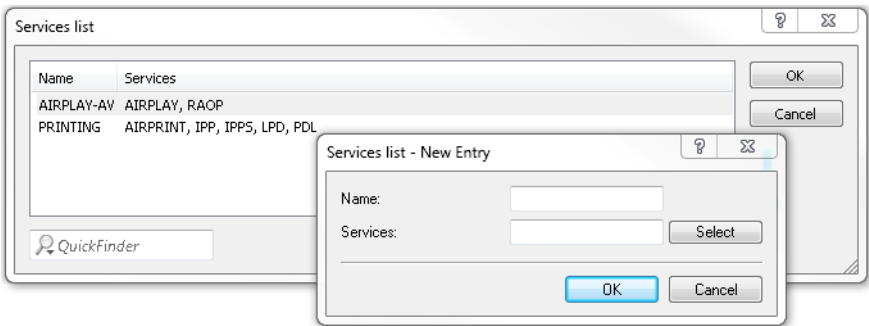 Services list
Name Services
OK
AIRPLAY-AV AIRPLAY, RAOP
Cancel
PRINTING AIRPRINT, IPP, IPPS, LPD, PDL
QuickFinder
Services list - New Entry
Name:
Services: Select
OK Cancel